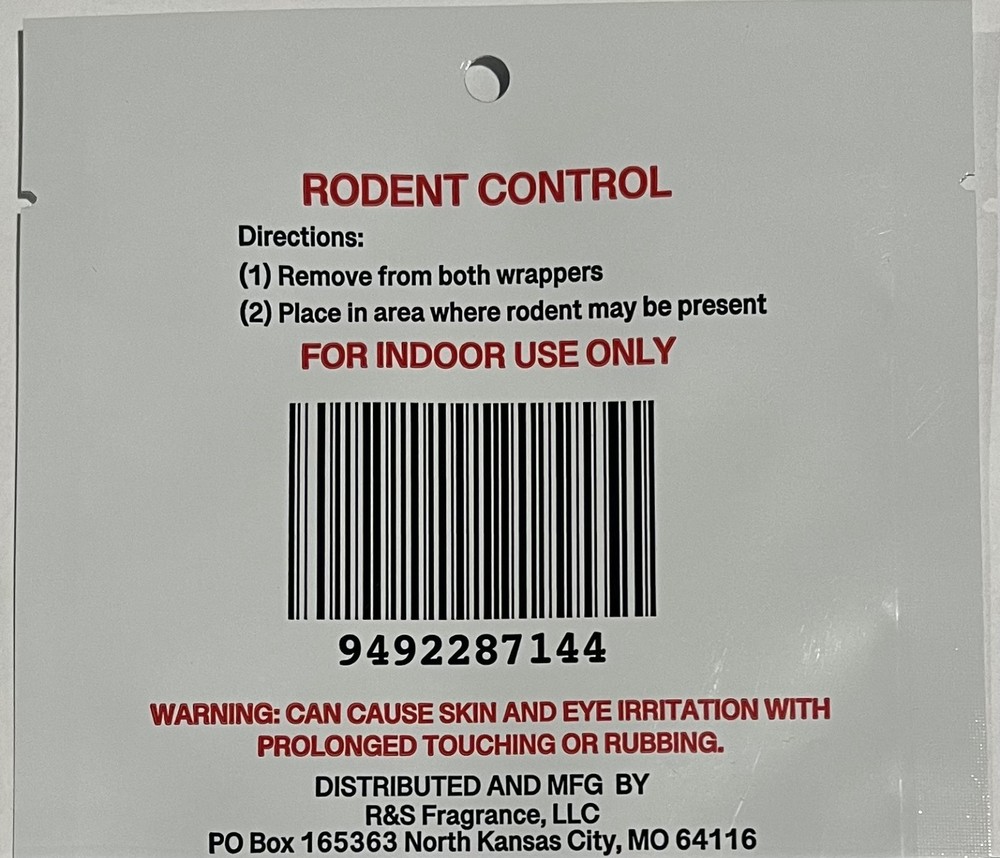 RODENT CONTROL
Directions:
(1) Remove from both wrappers
(2) Place in area where rodent may be present
FOR INDOOR USE ONLY
9492287144
WARNING: CAN CAUSE SKIN AND EYE IRRITATION WITH
PROLONGED TOUCHING OR RUBBING.
DISTRIBUTED AND MFG BY
R&S Fragrance, LLC
PO Box 165363 North Kansas City, MO 64116